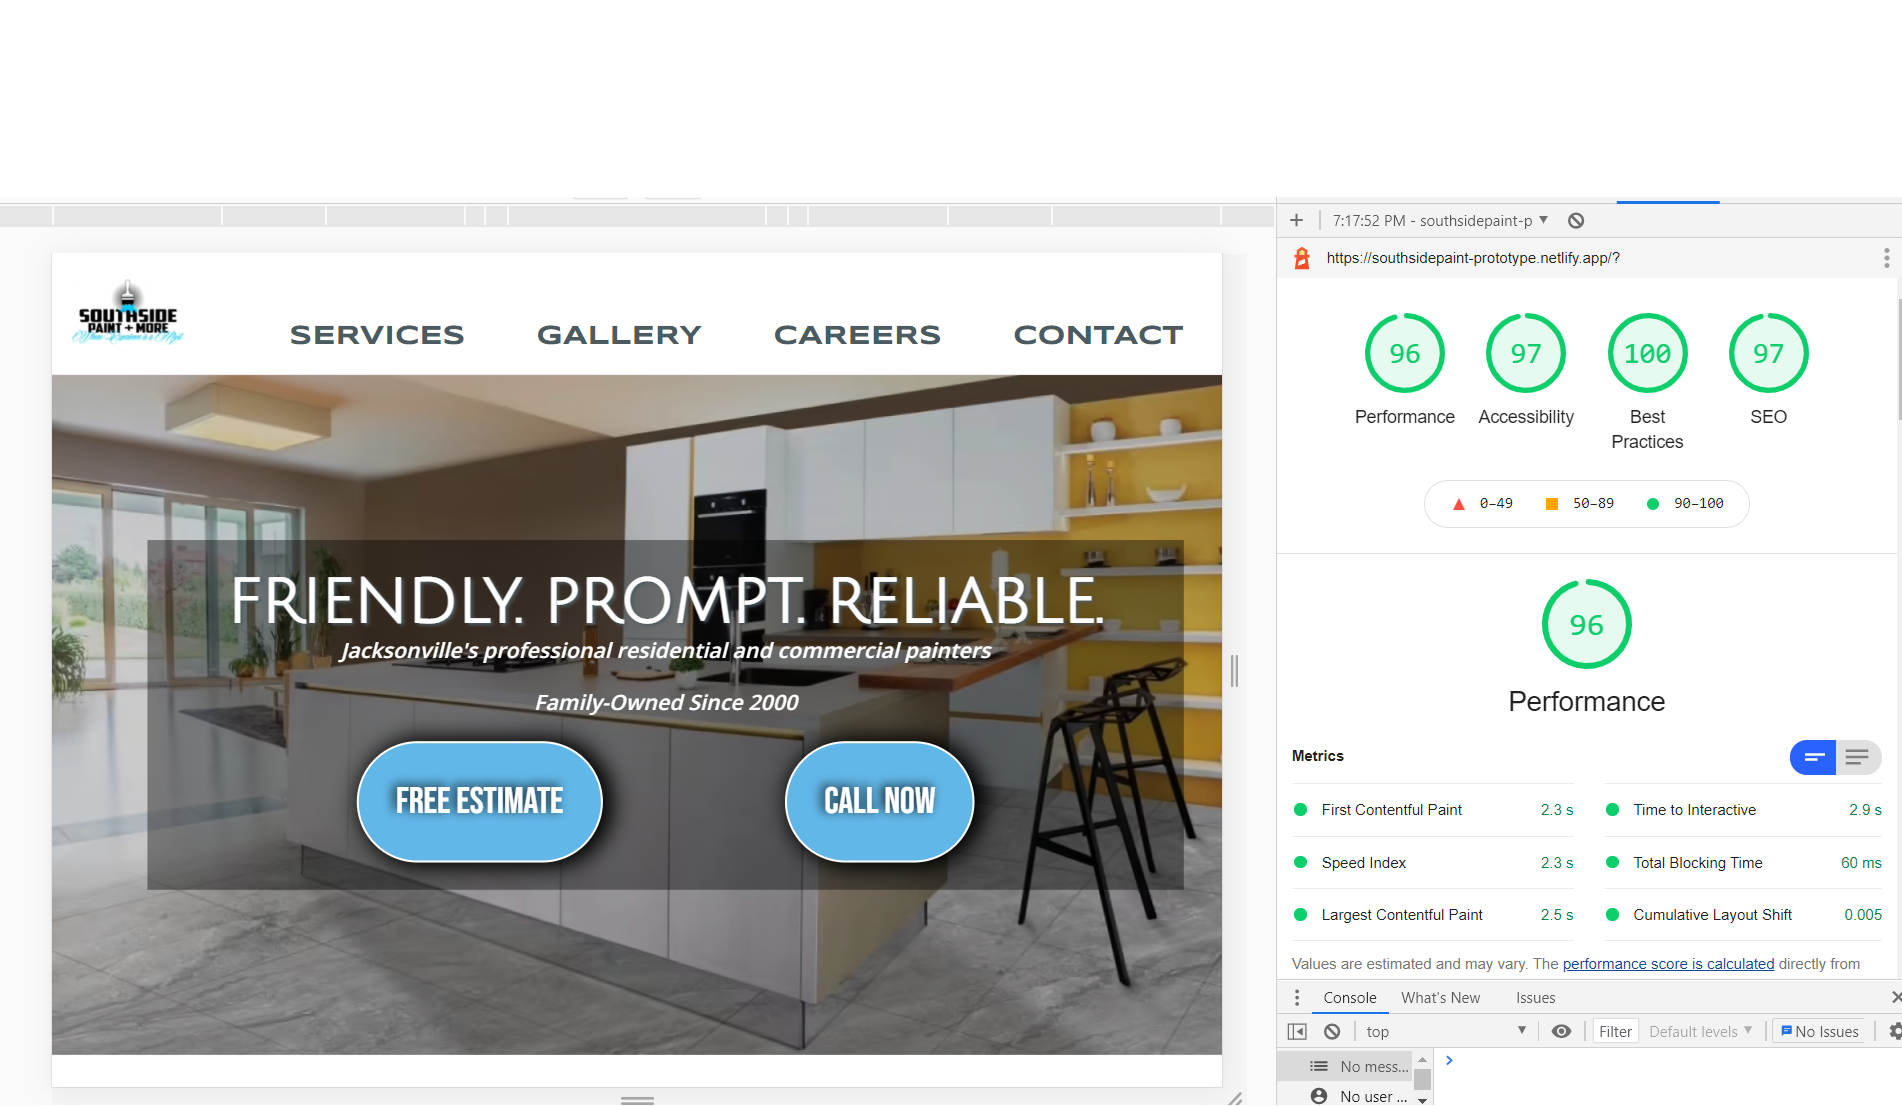 SOUTHSIDE
PAINT + MORE
SERVICES
GALLERY
CAREERS
CONTACT
FRIENDLY. PROMPT. RELIABLE.
Jacksonville's professional residential and commercial painters
Family-Owned Since 2000
FREE ESTIMATE
CALL NOW
7:17:52 PM - southsidepaint-p
https://southsidepaint-prototype.netlify.app/?
96
97
100
97
Performance
Accessibility
Best
Practices
SEO
0–49
50–89
90–100
96
Performance
Metrics
First Contentful Paint 2.3 s
Time to Interactive 2.9 s
Speed Index 2.3 s
Total Blocking Time 60 ms
Largest Contentful Paint 2.5 s
Cumulative Layout Shift 0.005
Values are estimated and may vary. The performance score is calculated directly from
Console What's New Issues
top Filter Default levels No Issues
No mess...
No user ...